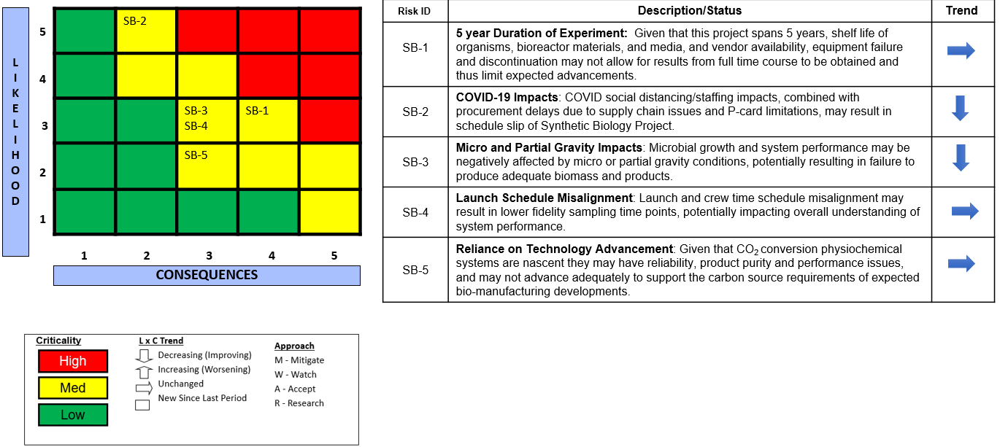 LIKELIHOOD
5
SB-2
4
3
SB-3
SB-4
SB-1
2
SB-5
1
1 2 3 4 5
CONSEQUENCES
Risk ID Description/Status Trend
SB-1
5 year Duration of Experiment: Given that this project spans 5 years, shelf life of
organisms, bioreactor materials, and media, and vendor availability, equipment failure
and discontinuation may not allow for results from full time course to be obtained and
thus limit expected advancements.
SB-2
COVID-19 Impacts: COVID social distancing/staffing impacts, combined with
procurement delays due to supply chain issues and P-card limitations, may result in
schedule slip of Synthetic Biology Project.
SB-3
Micro and Partial Gravity Impacts: Microbial growth and system performance may be
negatively affected by micro or partial gravity conditions, potentially resulting in failure to
produce adequate biomass and products.
SB-4
Launch Schedule Misalignment: Launch and crew time schedule misalignment may
result in lower fidelity sampling time points, potentially impacting overall understanding of
system performance.
SB-5
Reliance on Technology Advancement: Given that CO2 conversion physiochemical
systems are nascent they may have reliability, product purity and performance issues,
and may not advance adequately to support the carbon source requirements of expected
bio-manufacturing developments.
Criticality
High
Med
Low
L x C Trend
Decreasing (Improving)
Increasing (Worsening)
Unchanged
New Since Last Period
Approach
M - Mitigate
W - Watch
A - Accept
R - Research